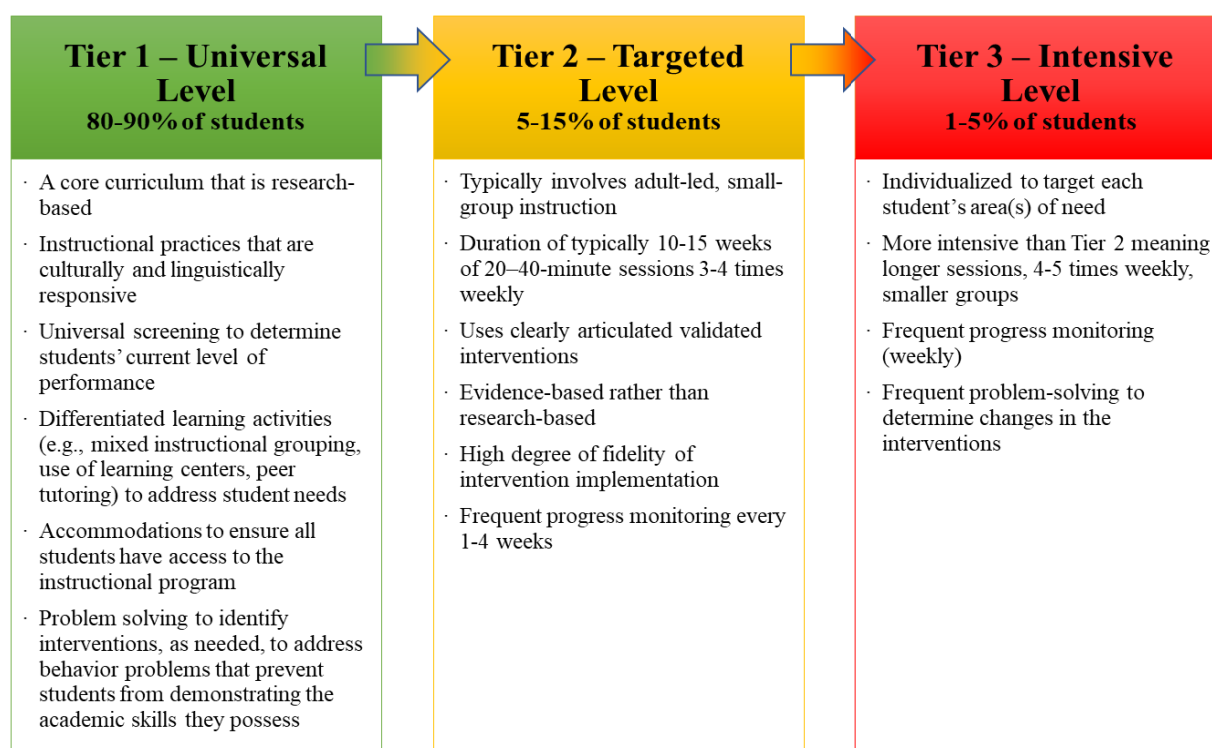 Tier 1 – Universal
Level
80-90% of students
· A core curriculum that is research-
based
· Instructional practices that are
culturally and linguistically
responsive
· Universal screening to determine
students’ current level of
performance
· Differentiated learning activities
(e.g., mixed instructional grouping,
use of learning centers, peer
tutoring) to address student needs
· Accommodations to ensure all
students have access to the
instructional program
· Problem solving to identify
interventions, as needed, to address
behavior problems that prevent
students from demonstrating the
academic skills they possess
Tier 2 – Targeted
Level
5-15% of students
· Typically involves adult-led, small-
group instruction
· Duration of typically 10-15 weeks
of 20–40-minute sessions 3-4 times
weekly
· Uses clearly articulated validated
interventions
· Evidence-based rather than
research-based
· High degree of fidelity of
intervention implementation
· Frequent progress monitoring every
1-4 weeks
Tier 3 – Intensive
Level
1-5% of students
· Individualized to target each
student’s area(s) of need
· More intensive than Tier 2 meaning
longer sessions, 4-5 times weekly,
smaller groups
· Frequent progress monitoring
(weekly)
· Frequent problem-solving to
determine changes in the
interventions